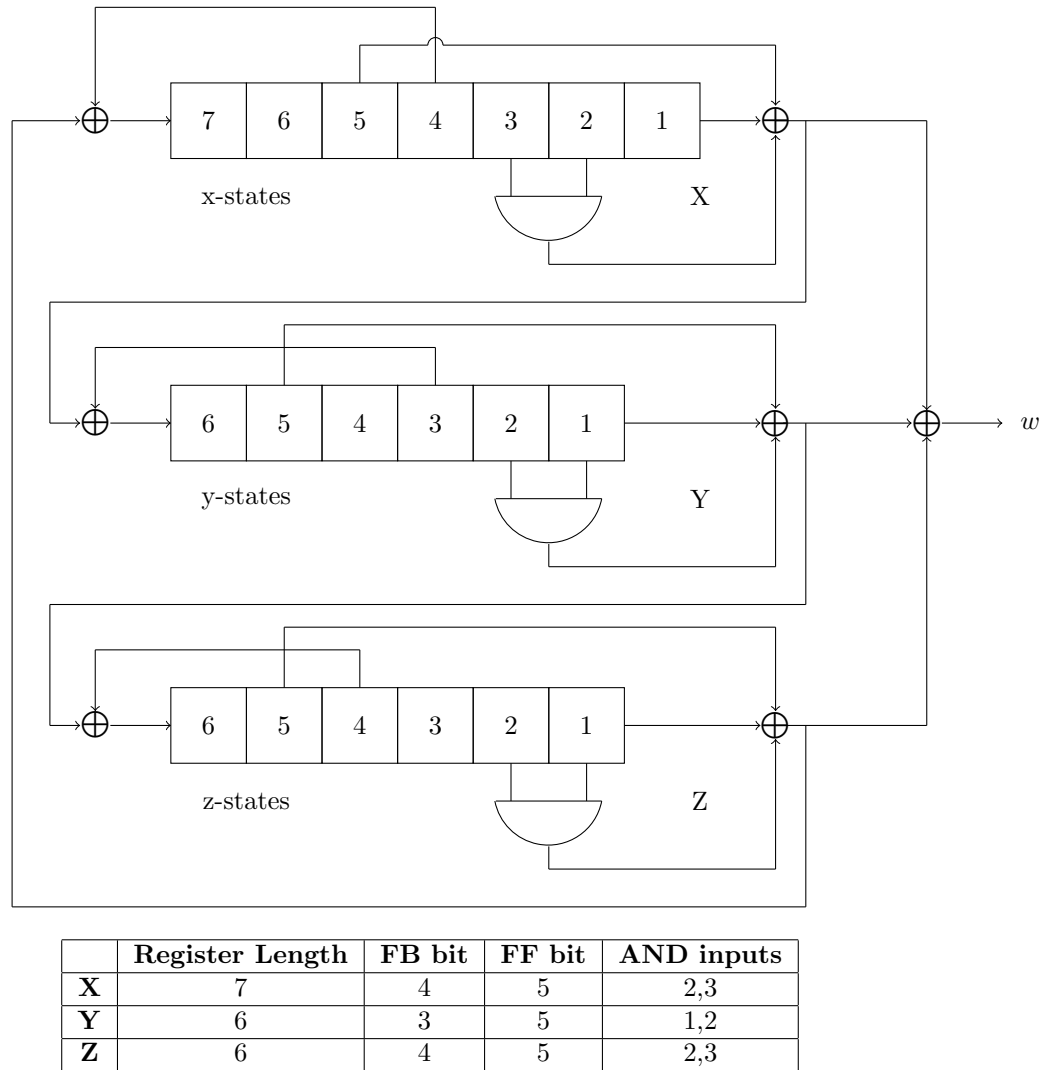 7 6 5 4 3 2 1
x-states X
6 5 4 3 2 1 w
y-states Y
6 5 4 3 2 1
z-states Z
Register Length FB bit FF bit AND inputs
X 7 4 5 2,3
Y 6 3 5 1,2
Z 6 4 5 2,3